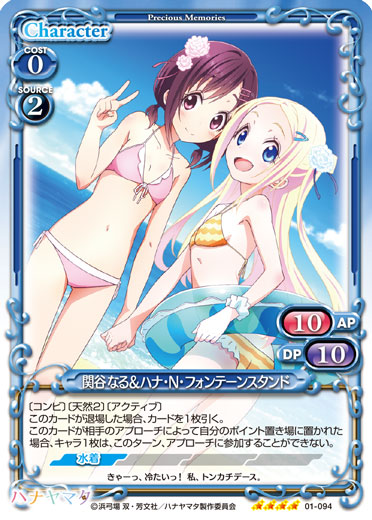 Precious Memories
Character
COST
0
SOURCE
2
10 AP
DP 10
関谷なる&ハナ・N・フォンテーンスタンド
[コンビ] [天然2] [アクティブ]
このカードが退場した場合、カードを1枚引く。
このカードが相手のアプローチによって自分のポイント置き場に置かれた
場合、キャラ1枚は、このターン、アプローチに参加することができない。
水着
きゃーっ、冷たいっ! 私、トンカチデース。
ハナヤマタ
★★★★ 01-094
©浜弓場 双・芳文社/ハナヤマタ製作委員会